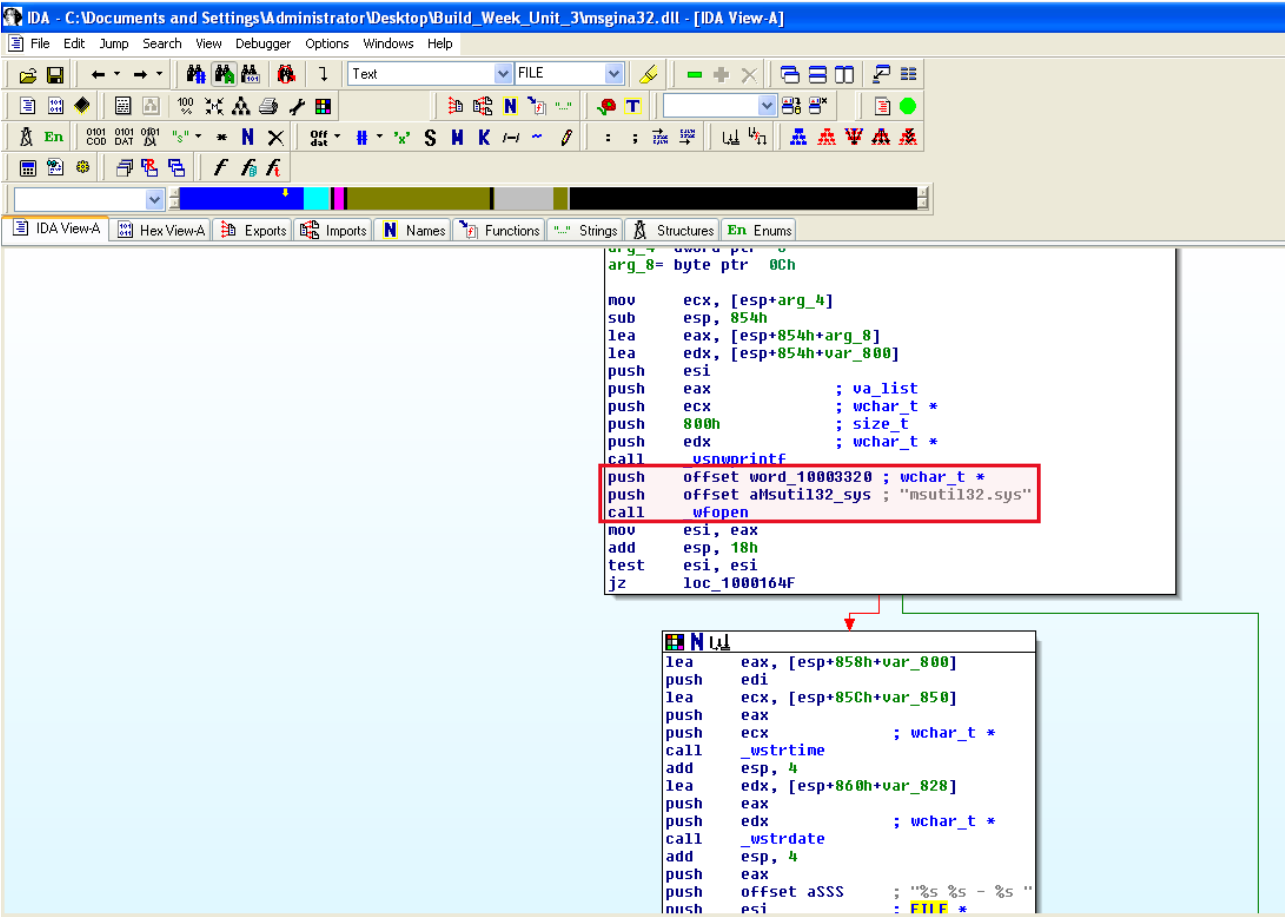 IDA - C:\Documents and Settings\Administrator\Desktop\Build_Week_Unit_3\msgina32.dll - [IDA View-A]
File Edit Jump Search View Debugger Options Windows Help
Text FILE
IDA View-A Hex View-A Exports Imports N Names Functions "..." Strings Structures En Enums
arg_4= dword ptr 8
arg_8= byte ptr 0Ch
mov ecx, [esp+arg_4]
sub esp, 854h
lea eax, [esp+854h+arg_8]
lea edx, [esp+854h+var_800]
push esi
push eax ; va_list
push ecx ; wchar_t *
push 800h ; size_t
push edx ; wchar_t *
call _vsnwprintf
push offset word_10003320 ; wchar_t *
push offset aMsutil32_sys ; "msutil32.sys"
call _wfopen
mov esi, eax
add esp, 18h
test esi, esi
jz loc_1000164F
lea eax, [esp+858h+var_800]
push edi
lea ecx, [esp+85Ch+var_850]
push eax
push ecx ; wchar_t *
call _wstrtime
add esp, 4
lea edx, [esp+860h+var_828]
push eax
push edx ; wchar_t *
call _wstrdate
add esp, 4
push eax
push offset aSSS ; "%s %s - %s "
push esi ; FILE *